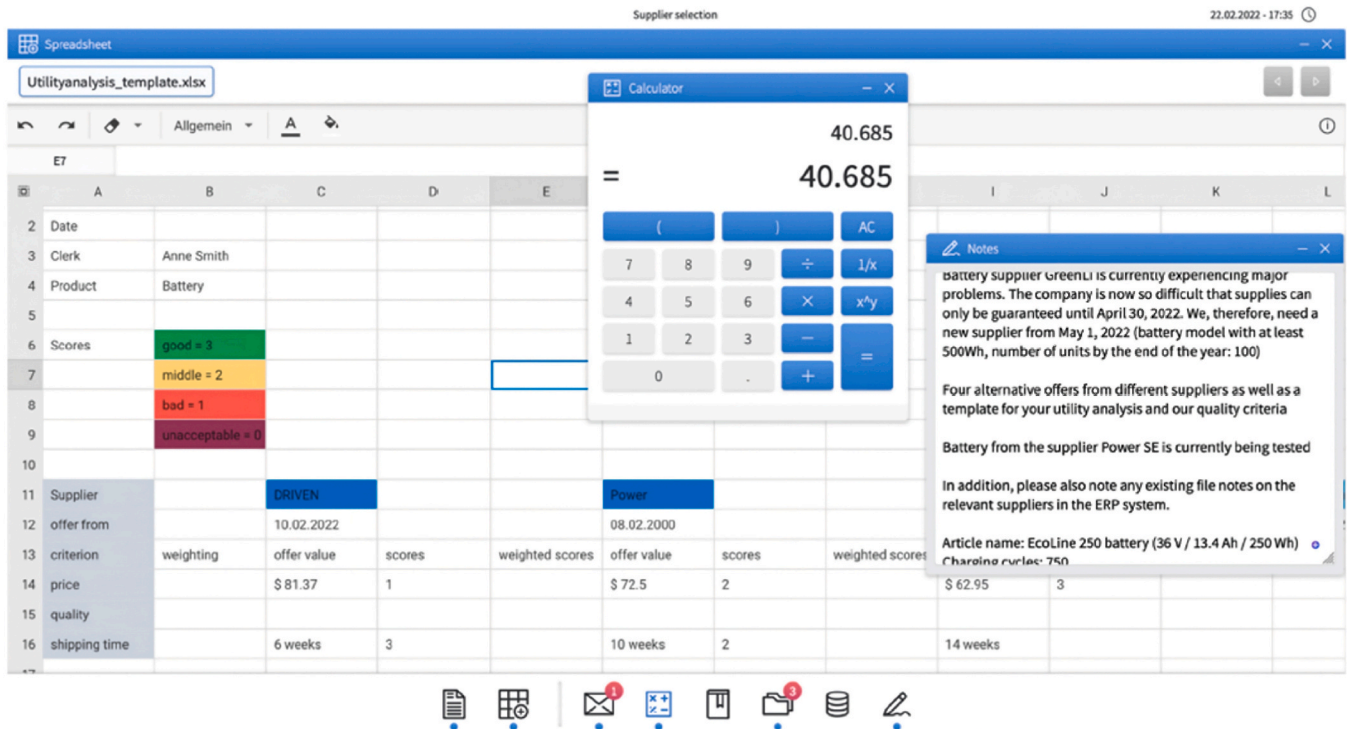 Supplier selection
22.02.2022 - 17:35
Spreadsheet
Utilityanalysis_template.xlsx
Allgemein
A
E7
A B C D E I J K L
2 Date
3 Clerk Anne Smith
4 Product Battery
5
6 Scores good = 3
7 middle = 2
8 bad = 1
9 unacceptable = 0
10
11 Supplier DRIVEN Power
12 offer from 10.02.2022 08.02.2000
13 criterion weighting offer value scores weighted scores offer value scores weighted scores
14 price $ 81.37 1 $ 72.5 2 $ 62.95 3
15 quality
16 shipping time 6 weeks 3 10 weeks 2 14 weeks
Calculator
40.685
= 40.685
( ) AC
7 8 9 ÷ 1/x
4 5 6 × x^y
1 2 3 − =
0 . +
Notes
Battery supplier GreenLi is currently experiencing major
problems. The company is now so difficult that supplies can
only be guaranteed until April 30, 2022. We, therefore, need a
new supplier from May 1, 2022 (battery model with at least
500Wh, number of units by the end of the year: 100)
Four alternative offers from different suppliers as well as a
template for your utility analysis and our quality criteria
Battery from the supplier Power SE is currently being tested
In addition, please also note any existing file notes on the
relevant suppliers in the ERP system.
Article name: EcoLine 250 battery (36 V / 13.4 Ah / 250 Wh)
Charging cycles: 750
1
3